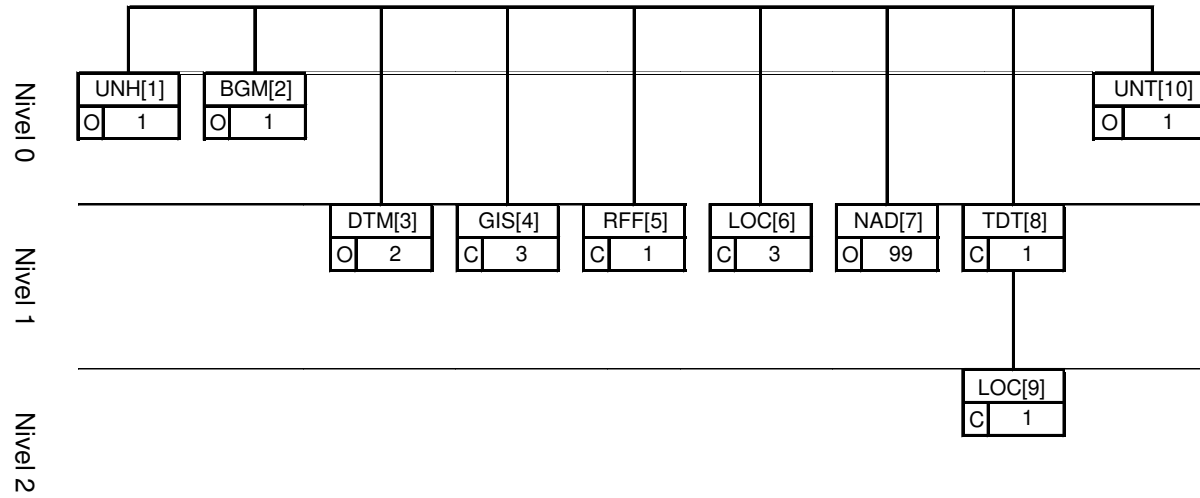 Nivel 0
UNH[1]
O 1
BGM[2]
O 1
UNT[10]
O 1
Nivel 1
DTM[3]
O 2
GIS[4]
C 3
RFF[5]
C 1
LOC[6]
C 3
NAD[7]
O 99
TDT[8]
C 1
Nivel 2
LOC[9]
C 1